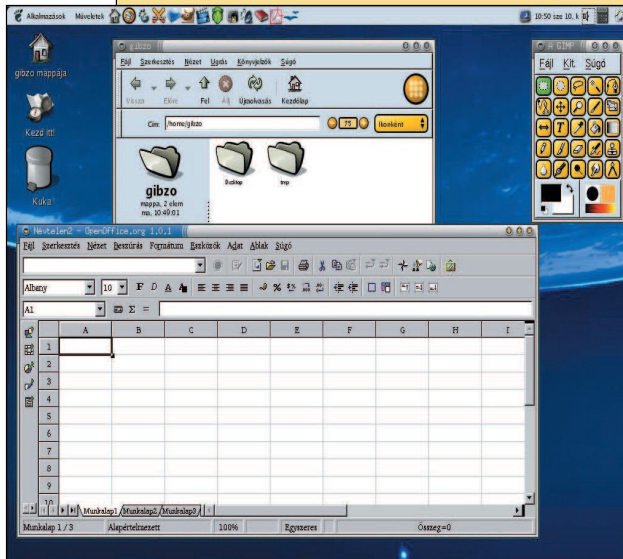 Alkalmazások Műveletek
10:50 sze 10, k
gibzo mappája
Kezdd itt!
Kuka
gibzo
Fájl Szerkesztés Nézet Ugrás Könyvjelzők Súgó
Vissza Előre Fel Állj Újraolvasás Kezdőlap
Cím: /home/gibzo 75 Ikonként
gibzo
mappa, 2 elem
ma, 10:49:01
Desktop tmp
A GIMP
Fájl Kit. Súgó
Névtelen2 - OpenOffice.org 1.0.1
Fájl Szerkesztés Nézet Beszúrás Formátum Eszközök Adat Ablak Súgó
Albany 10 F D A A
A1 Σ =
A B C D E F G H I
1
2
3
4
5
6
7
8
9
10
Munkalap1 Munkalap2 Munkalap3
Munkalap 1 / 3 Alapértelmezett 100% Egyszeres Összeg=0